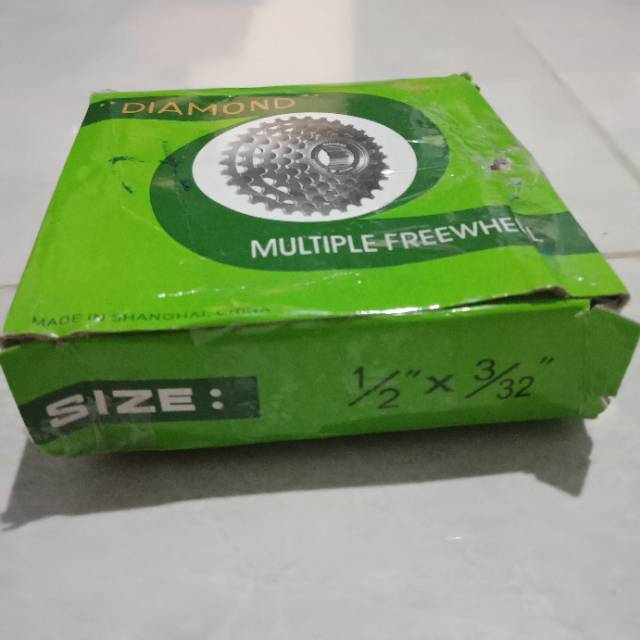 "DIAMOND"
MULTIPLE FREEWHEEL
MADE IN SHANGHAI, CHINA
SIZE: 1/2" x 3/32"